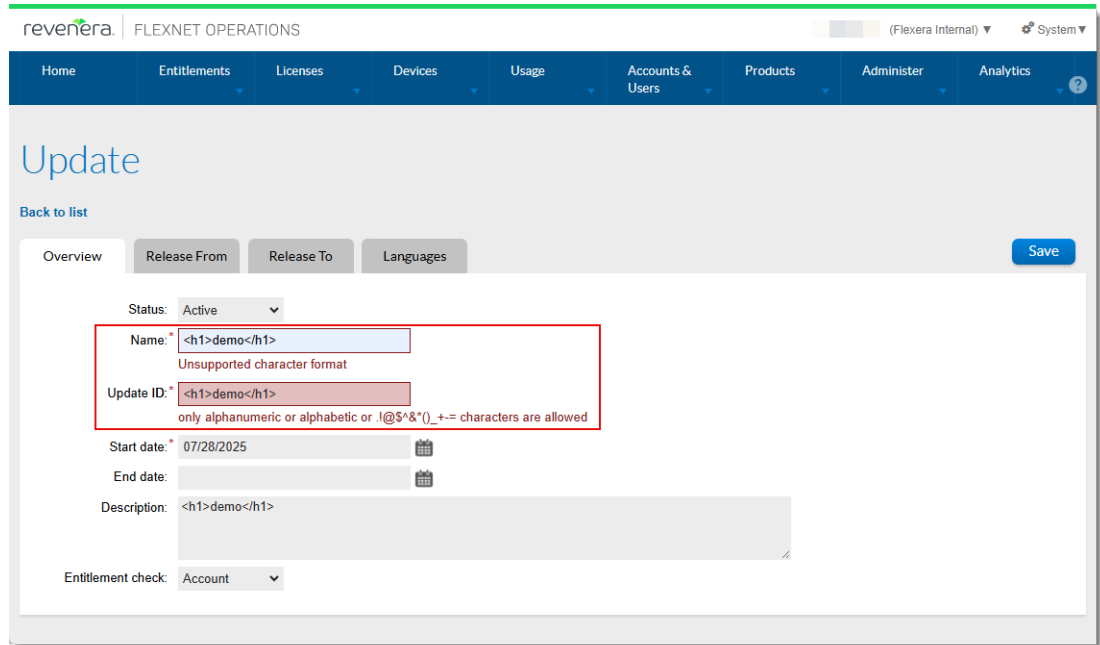 revenera. FLEXNET OPERATIONS (Flexera Internal) ▼ System ▼
Home Entitlements Licenses Devices Usage Accounts & Users Products Administer Analytics ?
Update
Back to list
Overview Release From Release To Languages Save
Status: Active
Name:* <h1>demo</h1>
Unsupported character format
Update ID:* <h1>demo</h1>
only alphanumeric or alphabetic or .!@$^&*()_+-= characters are allowed
Start date:* 07/28/2025
End date:
Description: <h1>demo</h1>
Entitlement check: Account